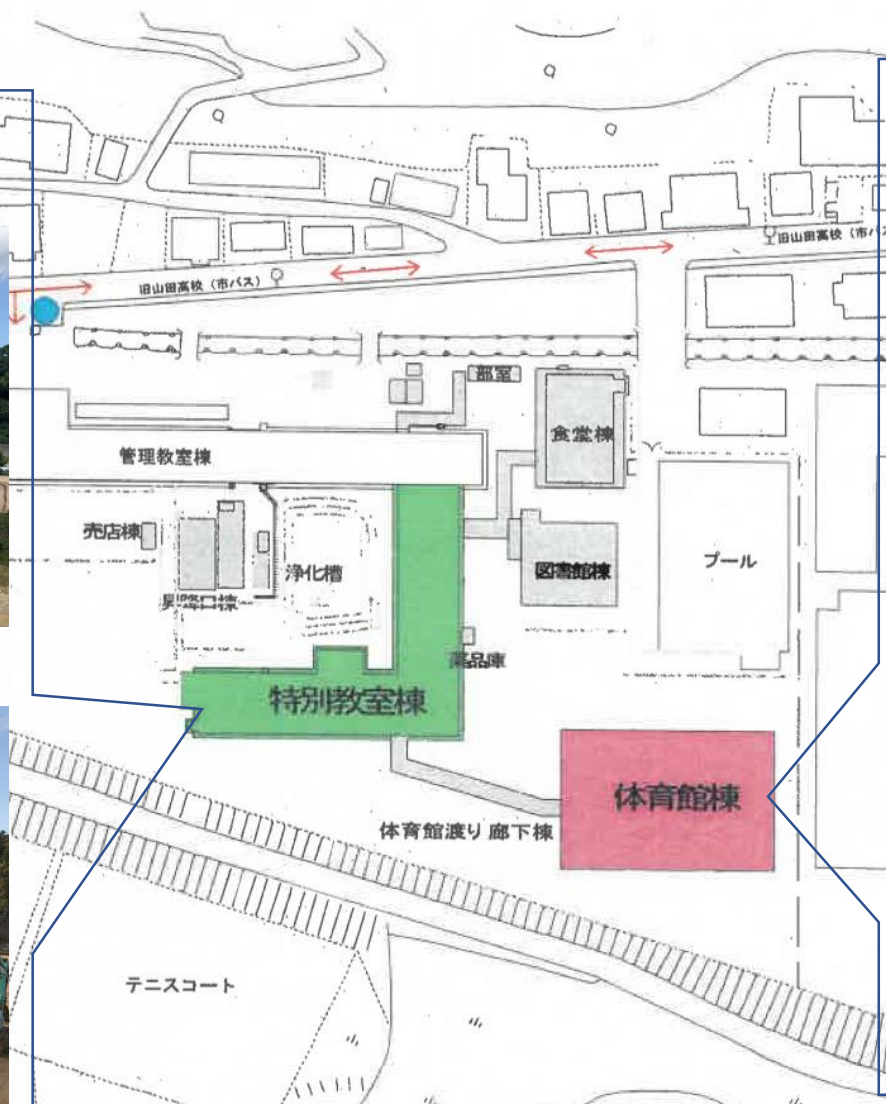 旧山田高校（市バス）
旧山田高校（市バ
部室
食堂棟
管理教室棟
売店棟
浄化槽
図書館棟
プール
薬品庫
特別教室棟
体育館棟
体育館渡り廊下棟
テニスコート